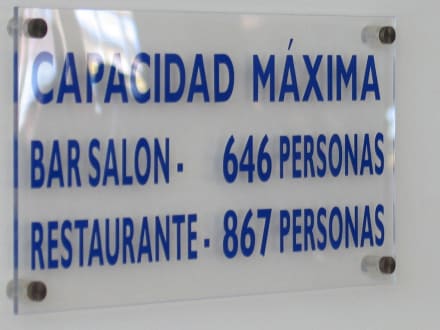 CAPACIDAD MÁXIMA
BAR SALON. 646 PERSONAS
RESTAURANTE. 867 PERSONAS